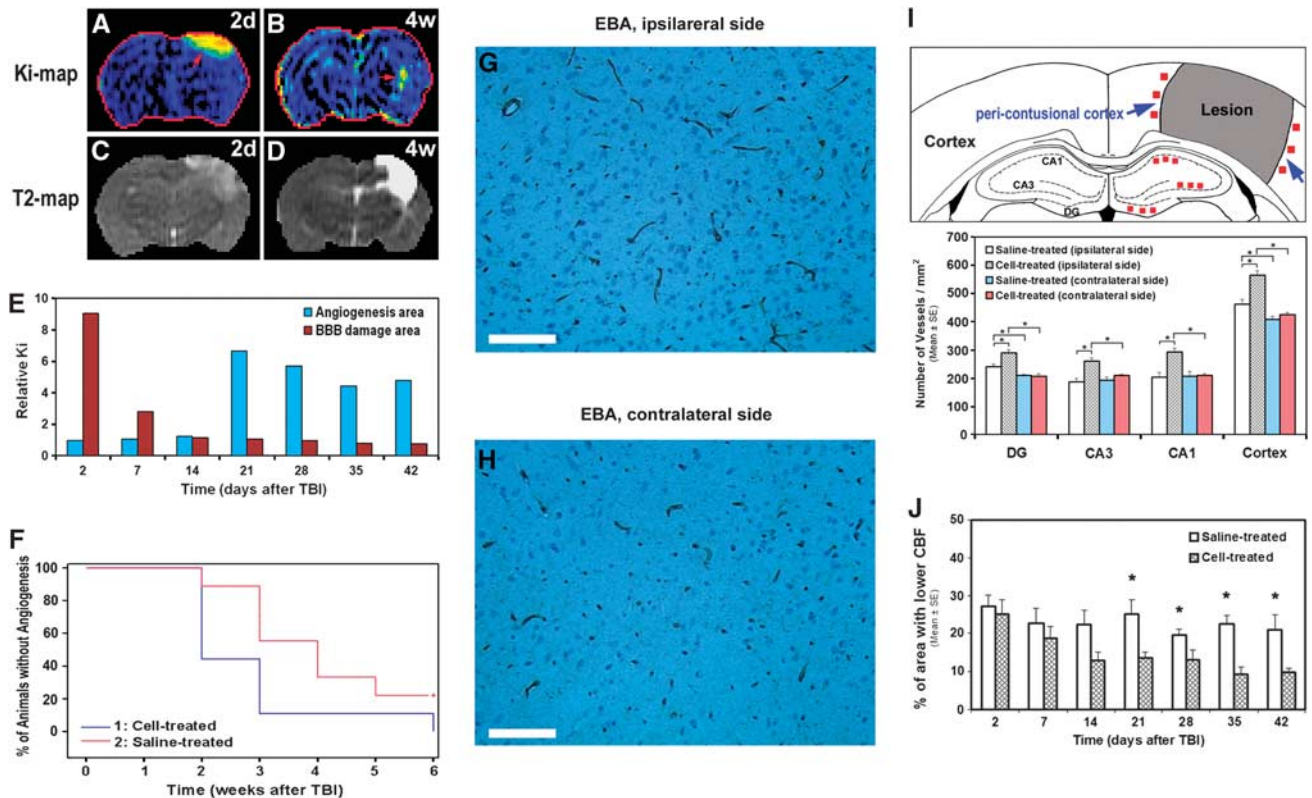 A 2d
B 4w
Ki-map
C 2d
D 4w
T2-map
E
10
8
6
4
2
0
Relative Ki
Angiogenesis area
BBB damage area
2 7 14 21 28 35 42
Time (days after TBI)
F
100
80
60
40
20
0
% of Animals without Angiogenesis
1: Cell-treated
2: Saline-treated
0 1 2 3 4 5 6
Time (weeks after TBI)
EBA, ipsilareral side
G
EBA, contralateral side
H
I
peri-contusional cortex
Lesion
Cortex
CA1
CA3
DG
700
600
500
400
300
200
100
0
Number of Vessels / mm²
(Mean ± SE)
Saline-treated (ipsilateral side)
Cell-treated (ipsilateral side)
Saline-treated (contralateral side)
Cell-treated (contralateral side)
* * *
* *
* *
* * *
DG CA3 CA1 Cortex
J
50
40
30
20
10
0
% of area with lower CBF
(Mean ± SE)
Saline-treated
Cell-treated
* * * *
2 7 14 21 28 35 42
Time (days after TBI)